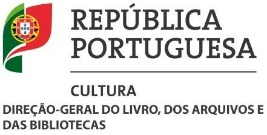 REPÚBLICA
PORTUGUESA
CULTURA
DIREÇÃO-GERAL DO LIVRO, DOS ARQUIVOS E
DAS BIBLIOTECAS